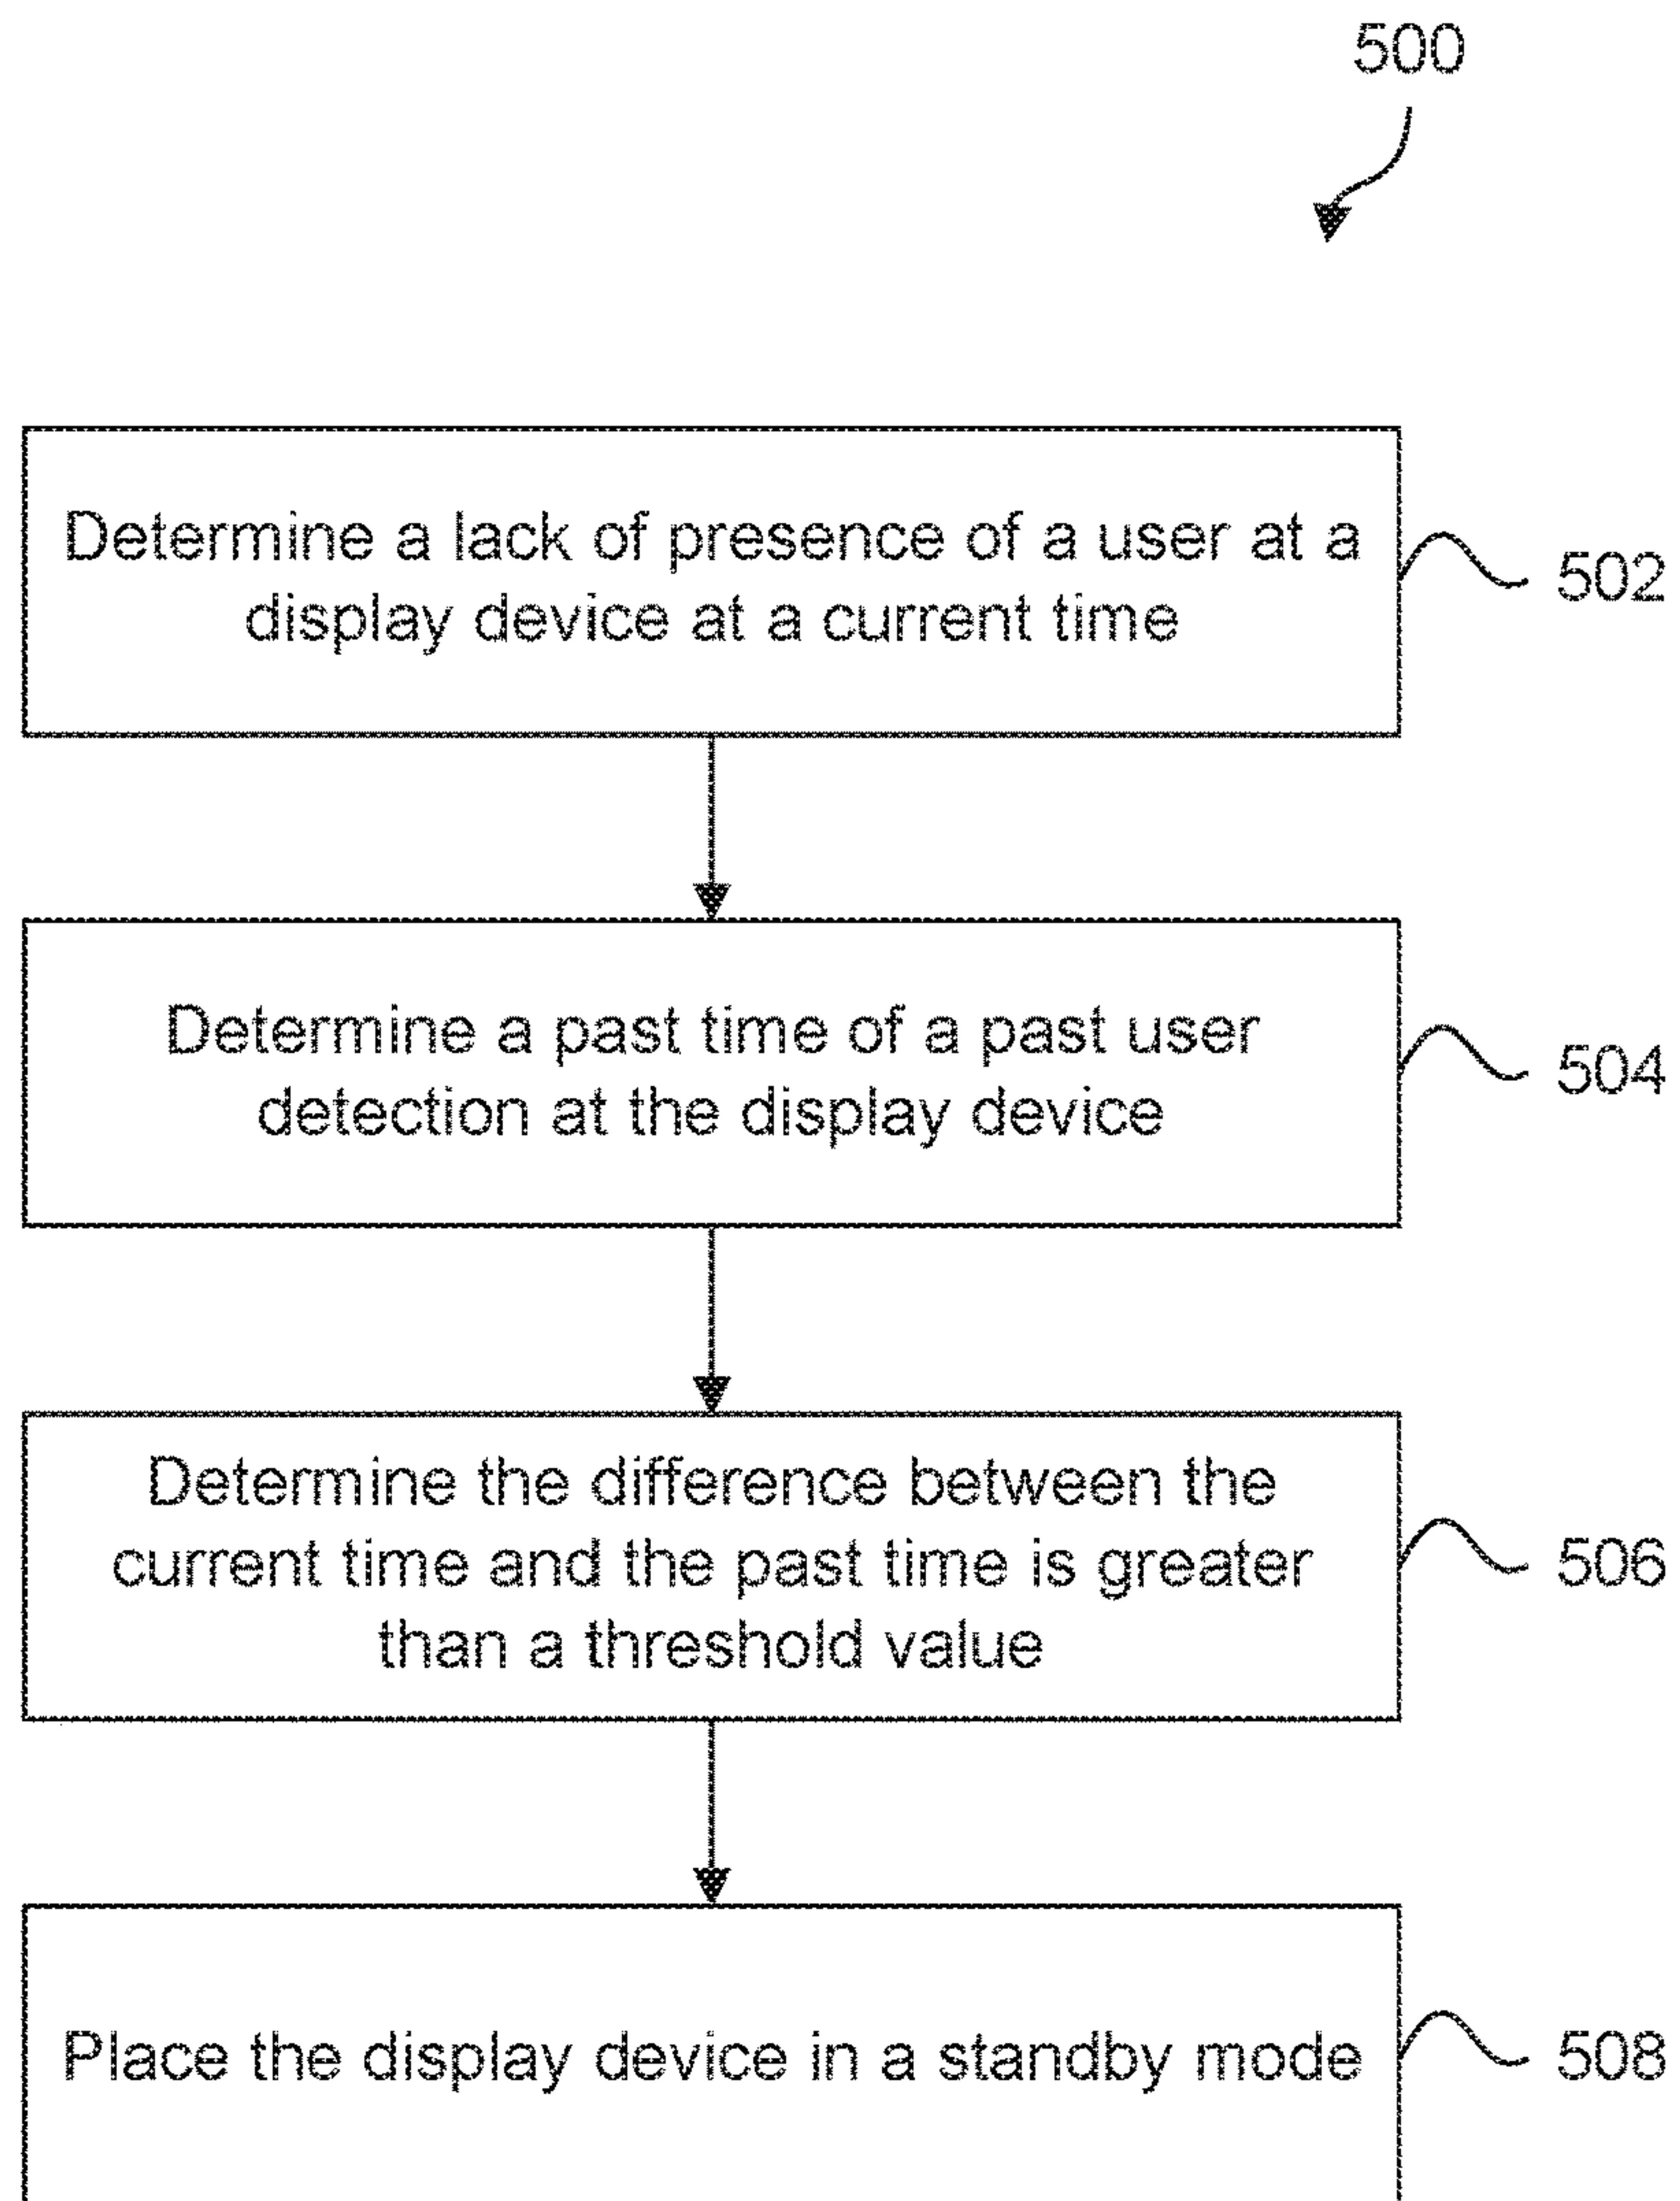 500
Determine a lack of presence of a user at a
display device at a current time
502
Determine a past time of a past user
detection at the display device
504
Determine the difference between the
current time and the past time is greater
than a threshold value
506
Place the display device in a standby mode
508